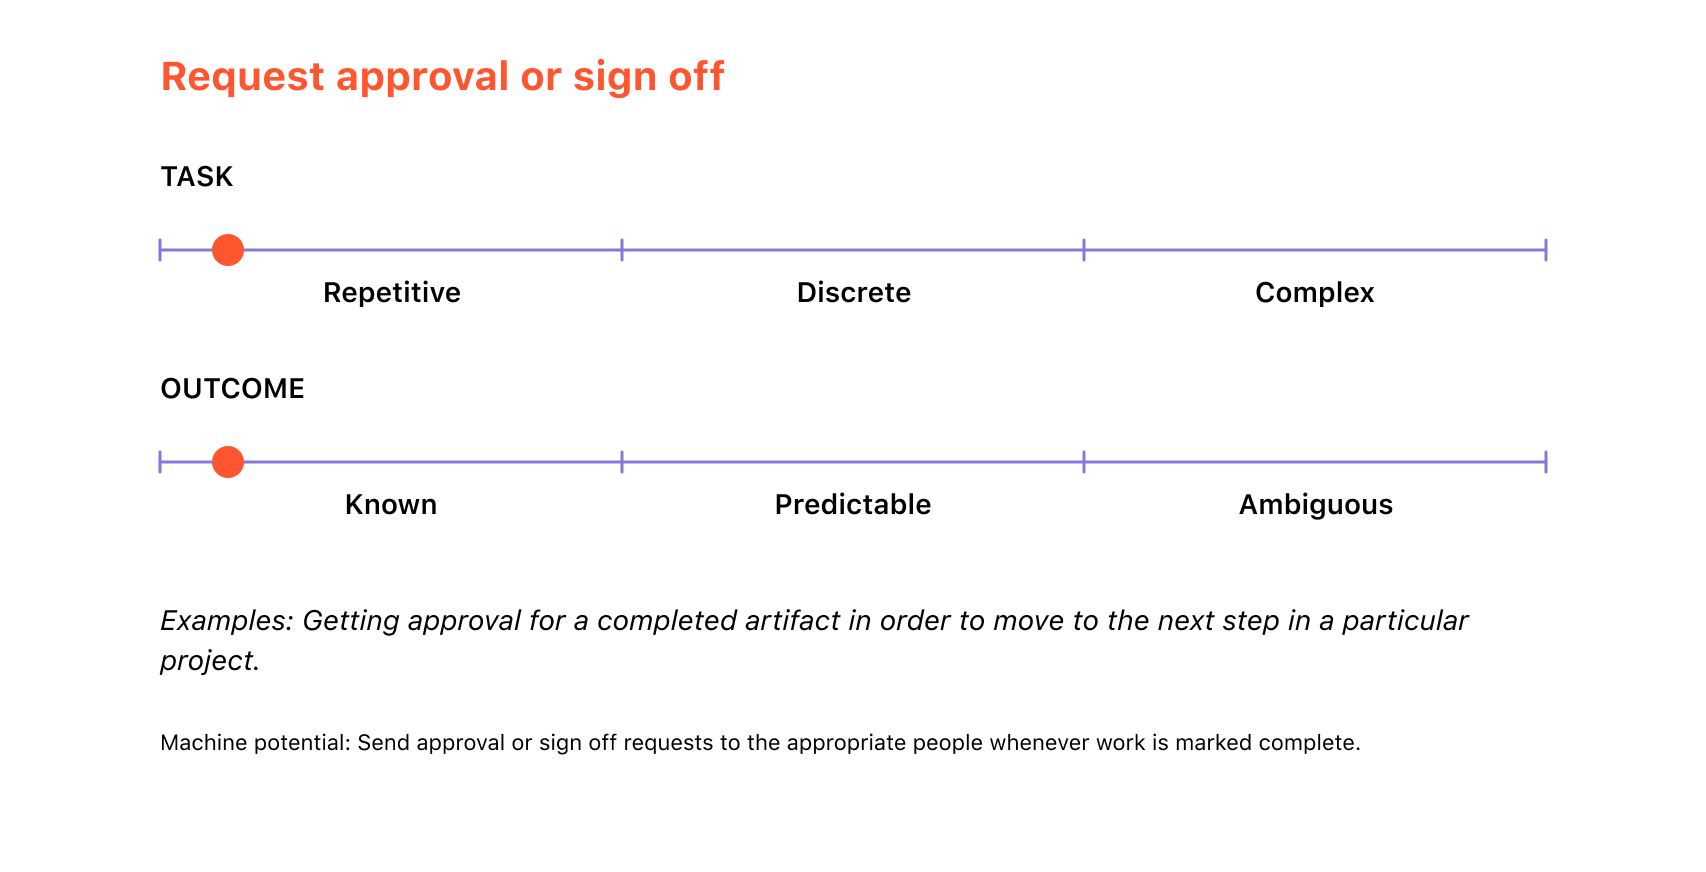 Request approval or sign off
TASK
Repetitive
Discrete
Complex
OUTCOME
Known
Predictable
Ambiguous
Examples: Getting approval for a completed artifact in order to move to the next step in a particular
project.
Machine potential: Send approval or sign off requests to the appropriate people whenever work is marked complete.